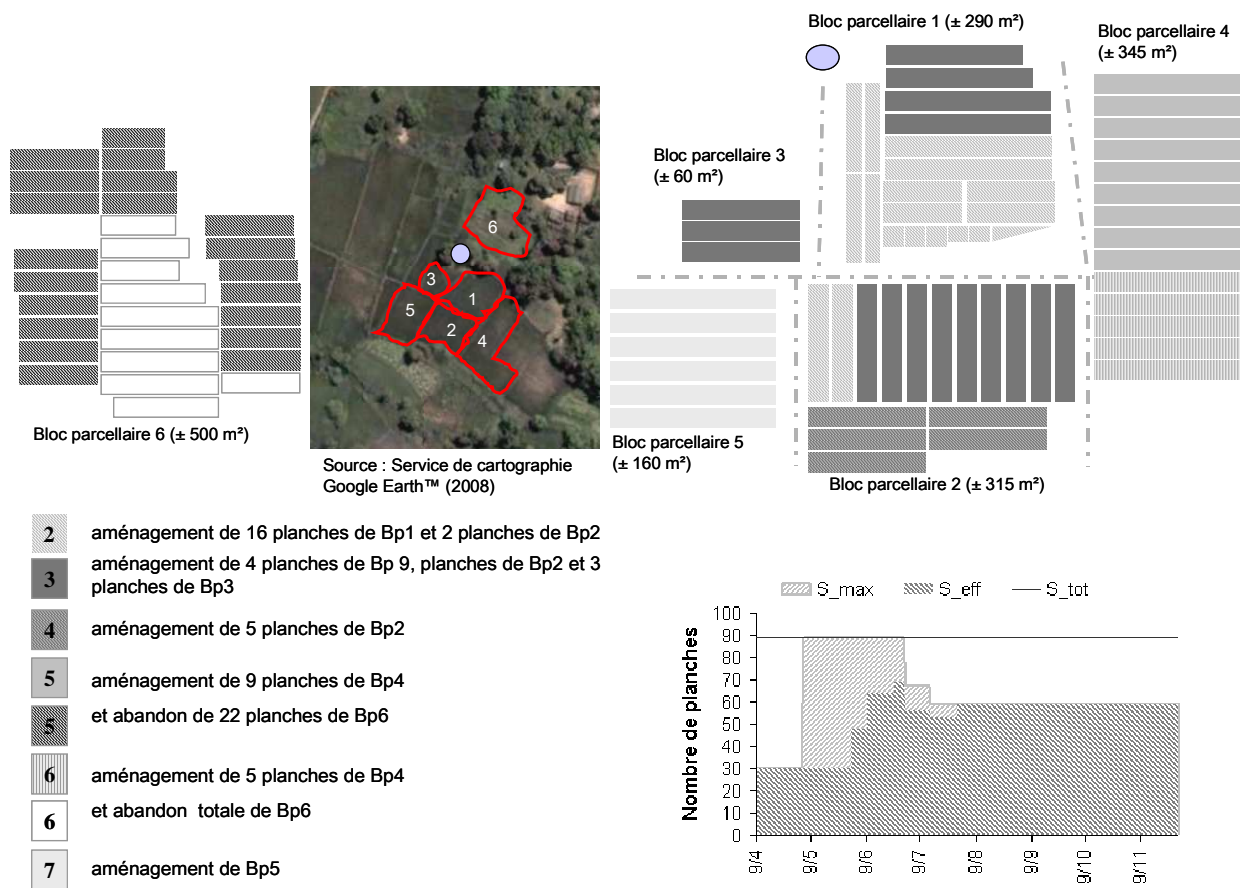 Bloc parcellaire 1 (± 290 m²)
Bloc parcellaire 4
(± 345 m²)
Bloc parcellaire 3
(± 60 m²)
6
3
1
5
2
4
Bloc parcellaire 6 (± 500 m²)
Source : Service de cartographie
Google Earth™ (2008)
Bloc parcellaire 5
(± 160 m²)
Bloc parcellaire 2 (± 315 m²)
2 aménagement de 16 planches de Bp1 et 2 planches de Bp2
3 aménagement de 4 planches de Bp 9, planches de Bp2 et 3
planches de Bp3
4 aménagement de 5 planches de Bp2
5 aménagement de 9 planches de Bp4
5 et abandon de 22 planches de Bp6
6 aménagement de 5 planches de Bp4
6 et abandon totale de Bp6
7 aménagement de Bp5
S_max S_eff S_tot
Nombre de planches
100
90
80
70
60
50
40
30
20
10
0
9/4 9/5 9/6 9/7 9/8 9/9 9/10 9/11